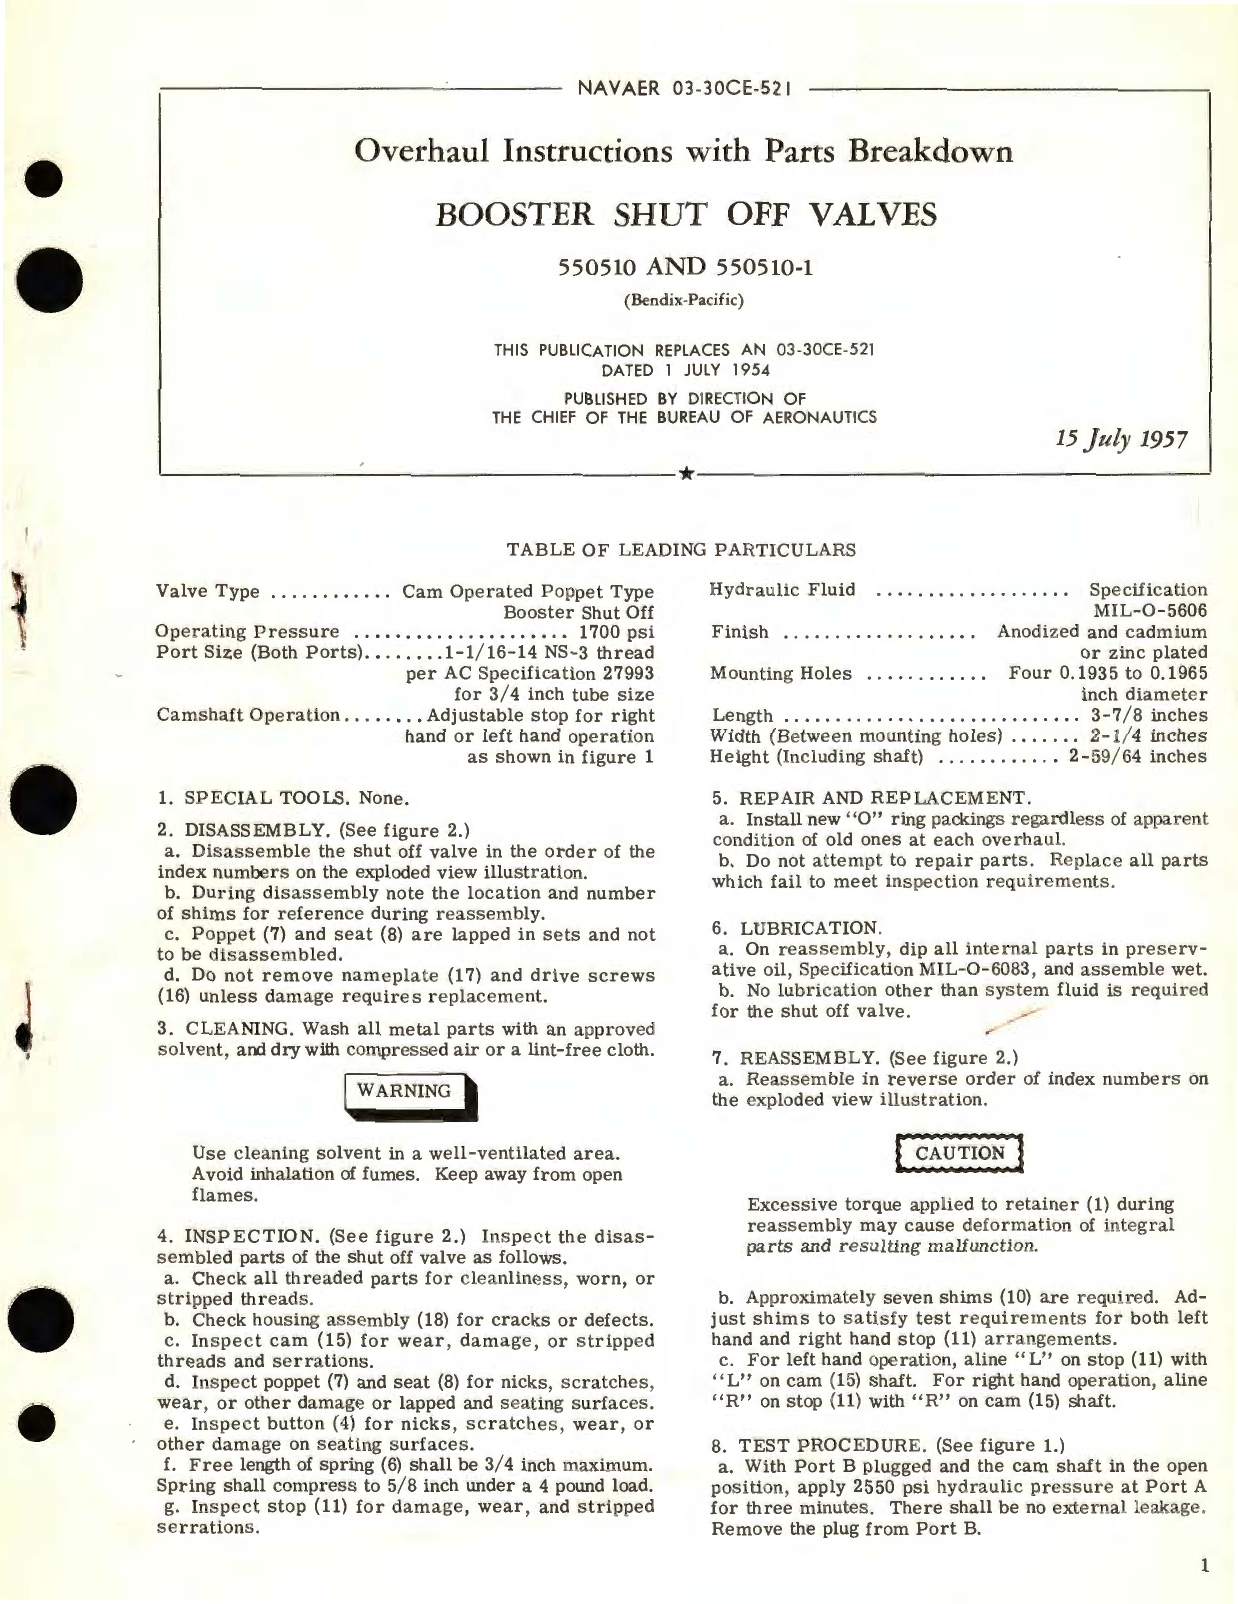 NAVAER 03-30CE-521
Overhaul Instructions with Parts Breakdown
BOOSTER SHUT OFF VALVES
550510 AND 550510-1
(Bendix-Pacific)
THIS PUBLICATION REPLACES AN 03-30CE-521
DATED 1 JULY 1954
PUBLISHED BY DIRECTION OF
THE CHIEF OF THE BUREAU OF AERONAUTICS
15 July 1957
TABLE OF LEADING PARTICULARS
Valve Type ............ Cam Operated Poppet Type
Booster Shut Off
Operating Pressure ..................... 1700 psi
Port Size (Both Ports)........1-1/16-14 NS-3 thread
per AC Specification 27993
for 3/4 inch tube size
Camshaft Operation........Adjustable stop for right
hand or left hand operation
as shown in figure 1
1. SPECIAL TOOLS. None.
2. DISASSEMBLY. (See figure 2.)
a. Disassemble the shut off valve in the order of the
index numbers on the exploded view illustration.
b. During disassembly note the location and number
of shims for reference during reassembly.
c. Poppet (7) and seat (8) are lapped in sets and not
to be disassembled.
d. Do not remove nameplate (17) and drive screws
(16) unless damage requires replacement.
3. CLEANING. Wash all metal parts with an approved
solvent, and dry with compressed air or a lint-free cloth.
WARNING
Use cleaning solvent in a well-ventilated area.
Avoid inhalation of fumes. Keep away from open
flames.
4. INSPECTION. (See figure 2.) Inspect the disas-
sembled parts of the shut off valve as follows.
a. Check all threaded parts for cleanliness, worn, or
stripped threads.
b. Check housing assembly (18) for cracks or defects.
c. Inspect cam (15) for wear, damage, or stripped
threads and serrations.
d. Inspect poppet (7) and seat (8) for nicks, scratches,
wear, or other damage or lapped and seating surfaces.
e. Inspect button (4) for nicks, scratches, wear, or
other damage on seating surfaces.
f. Free length of spring (6) shall be 3/4 inch maximum.
Spring shall compress to 5/8 inch under a 4 pound load.
g. Inspect stop (11) for damage, wear, and stripped
serrations.
Hydraulic Fluid ................... Specification
MIL-O-5606
Finish ................... Anodized and cadmium
or zinc plated
Mounting Holes ............ Four 0.1935 to 0.1965
inch diameter
Length ............................. 3-7/8 inches
Width (Between mounting holes) ....... 2-1/4 inches
Height (Including shaft) ............ 2-59/64 inches
5. REPAIR AND REPLACEMENT.
a. Install new "O" ring packings regardless of apparent
condition of old ones at each overhaul.
b. Do not attempt to repair parts. Replace all parts
which fail to meet inspection requirements.
6. LUBRICATION.
a. On reassembly, dip all internal parts in preserv-
ative oil, Specification MIL-O-6083, and assemble wet.
b. No lubrication other than system fluid is required
for the shut off valve.
7. REASSEMBLY. (See figure 2.)
a. Reassemble in reverse order of index numbers on
the exploded view illustration.
CAUTION
Excessive torque applied to retainer (1) during
reassembly may cause deformation of integral
parts and resulting malfunction.
b. Approximately seven shims (10) are required. Ad-
just shims to satisfy test requirements for both left
hand and right hand stop (11) arrangements.
c. For left hand operation, aline "L" on stop (11) with
"L" on cam (15) shaft. For right hand operation, aline
"R" on stop (11) with "R" on cam (15) shaft.
8. TEST PROCEDURE. (See figure 1.)
a. With Port B plugged and the cam shaft in the open
position, apply 2550 psi hydraulic pressure at Port A
for three minutes. There shall be no external leakage.
Remove the plug from Port B.
1